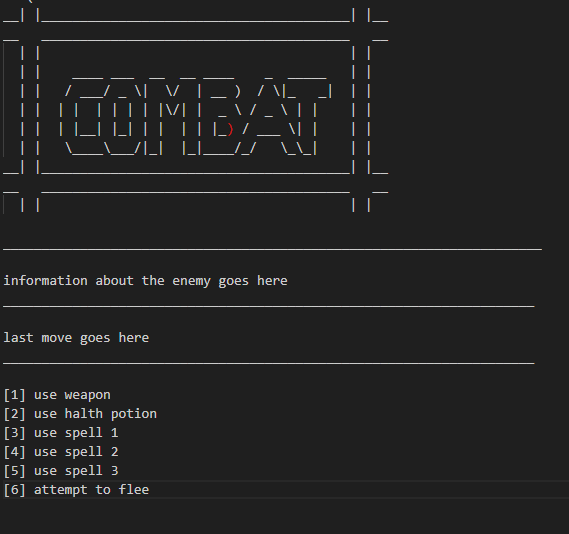 COMBAT
information about the enemy goes here
last move goes here
[1] use weapon
[2] use halth potion
[3] use spell 1
[4] use spell 2
[5] use spell 3
[6] attempt to flee